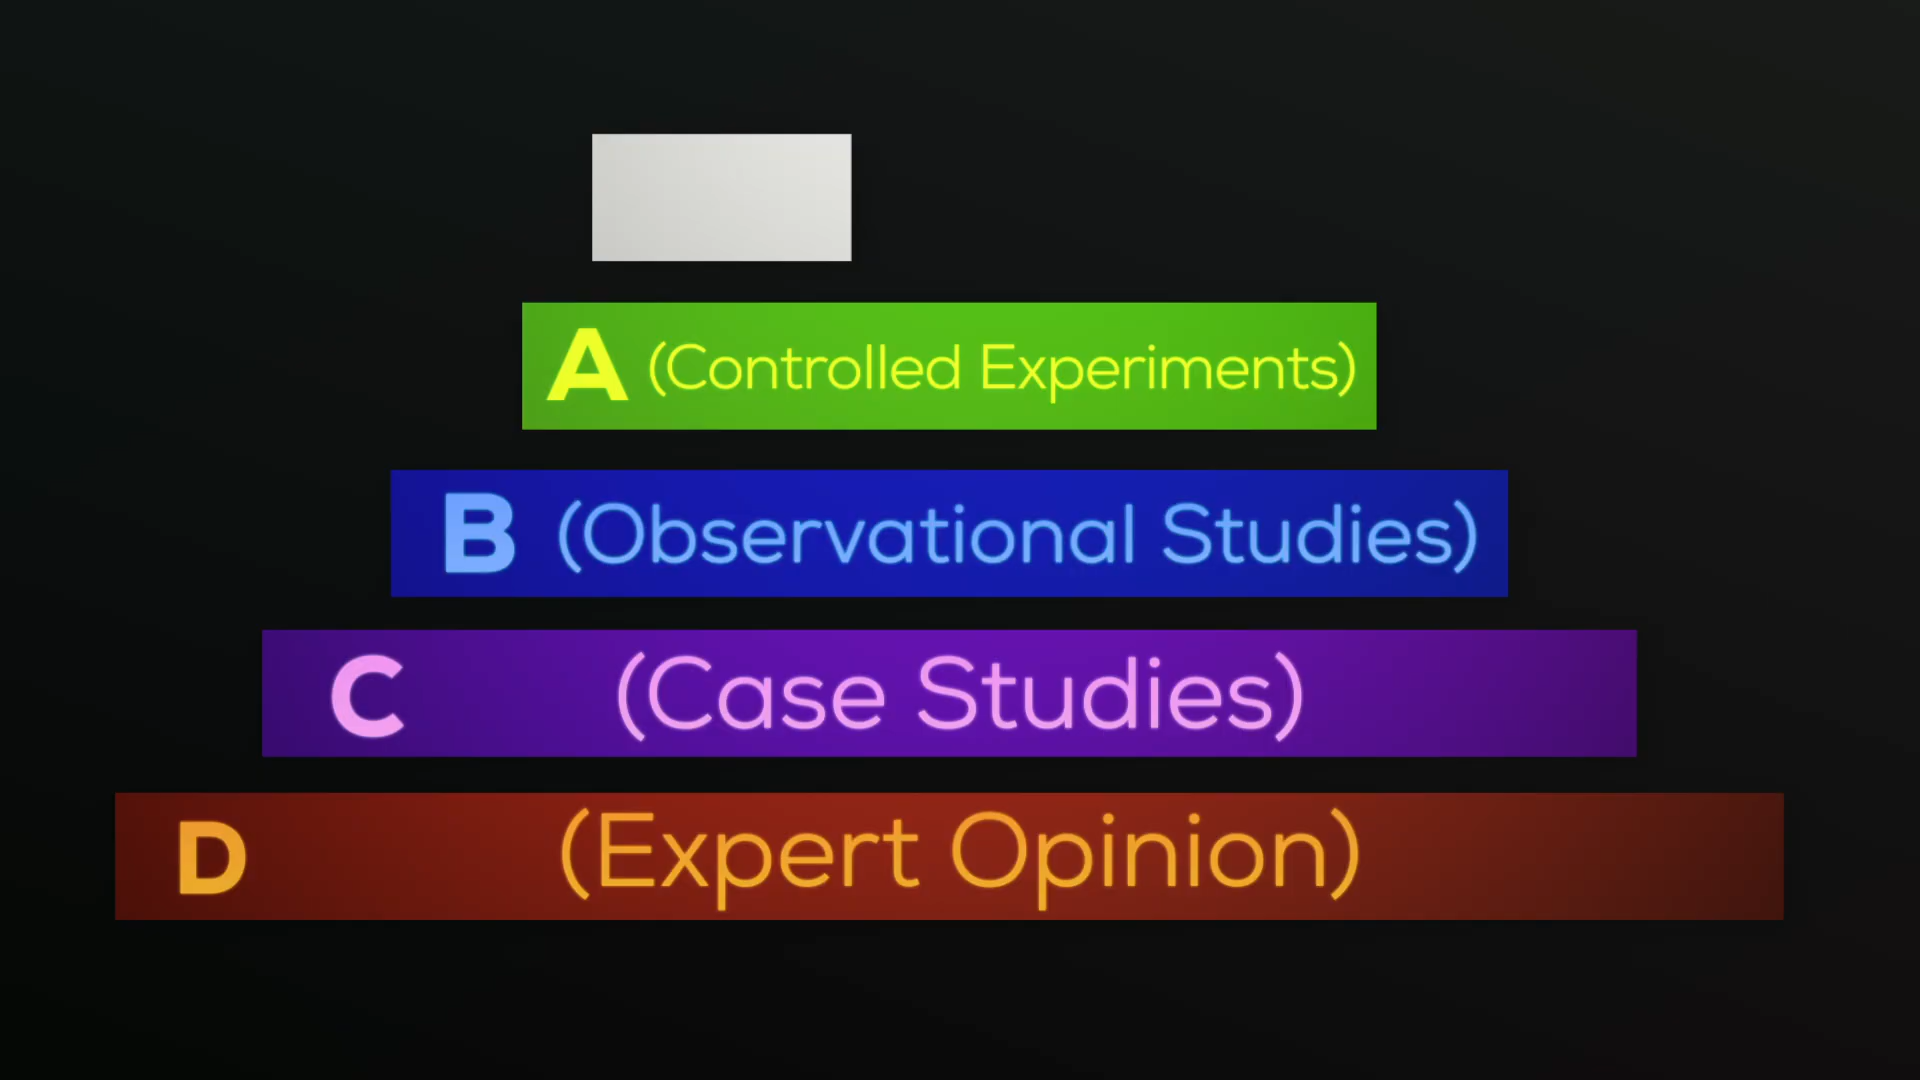 A (Controlled Experiments)
B (Observational Studies)
C (Case Studies)
D (Expert Opinion)